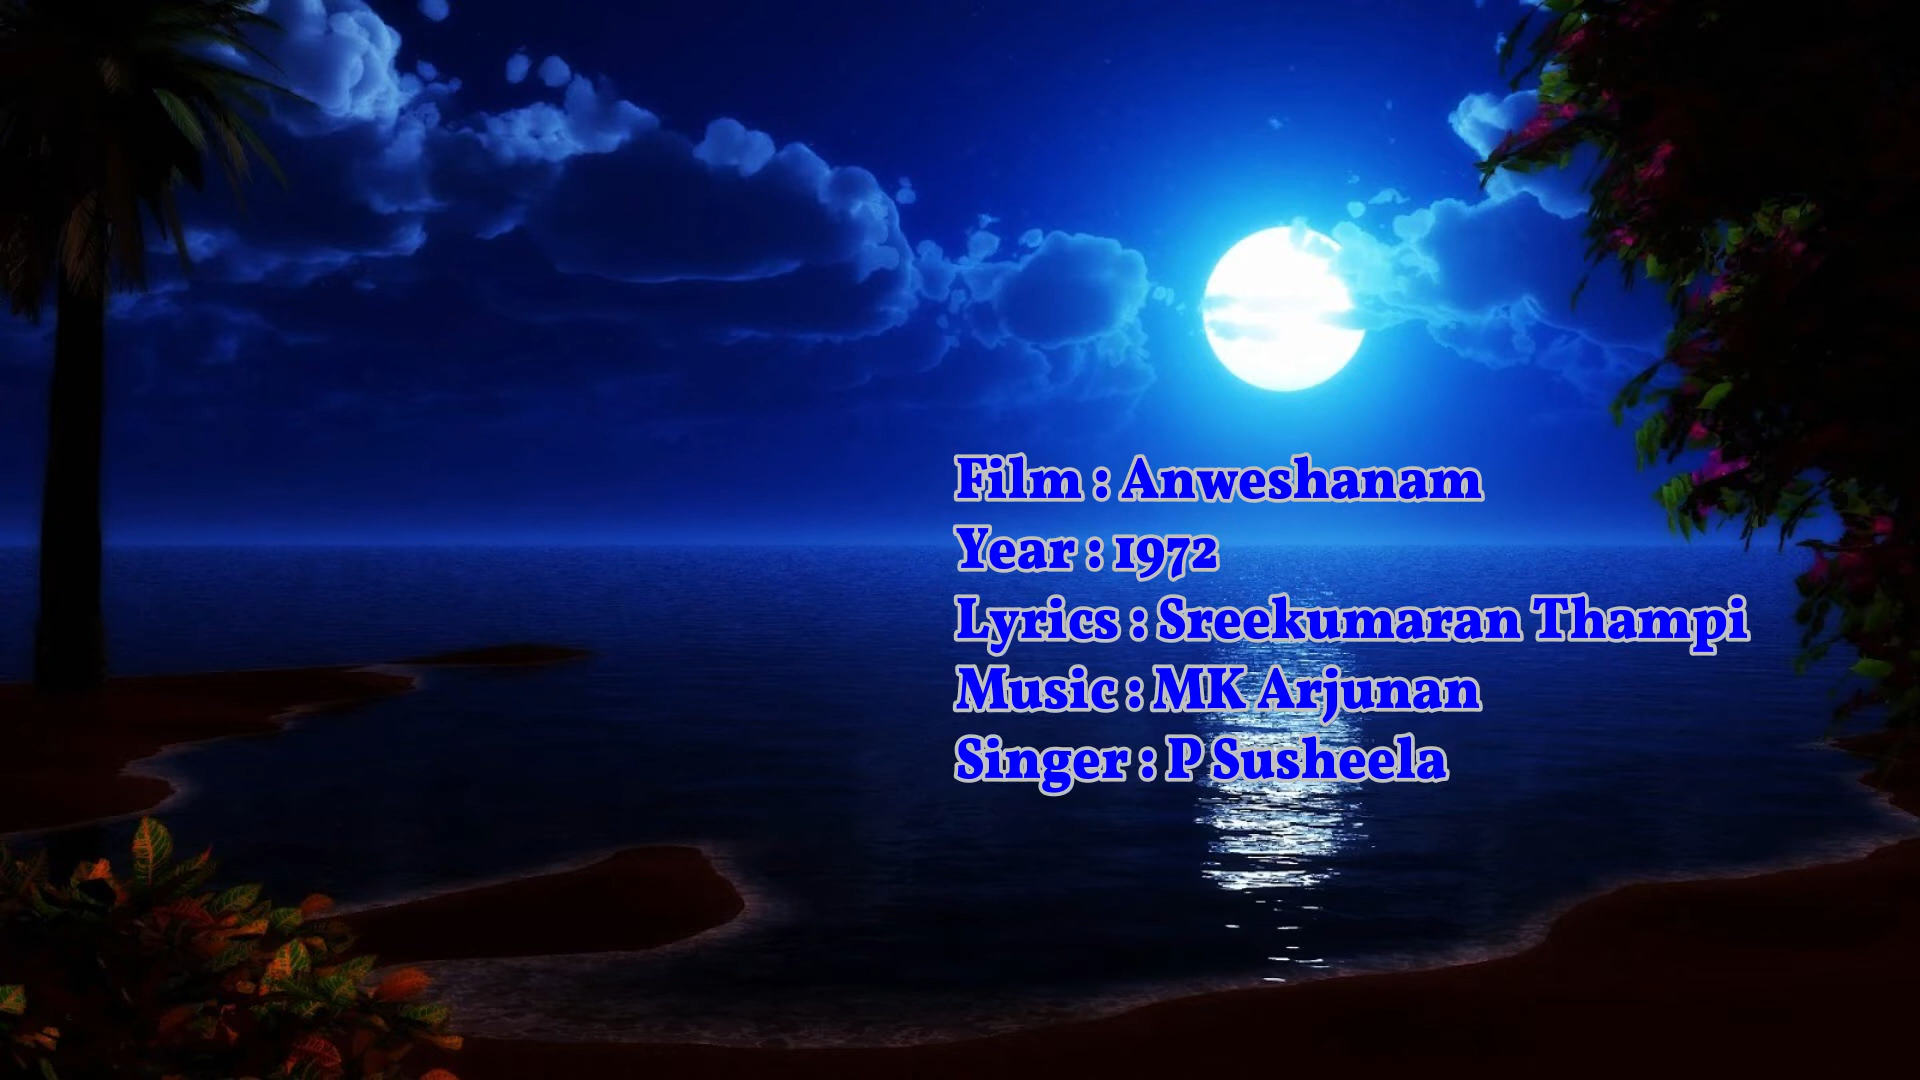 Film : Anweshanam
Year : 1972
Lyrics : Sreekumaran Thampi
Music : MK Arjunan
Singer : P Susheela